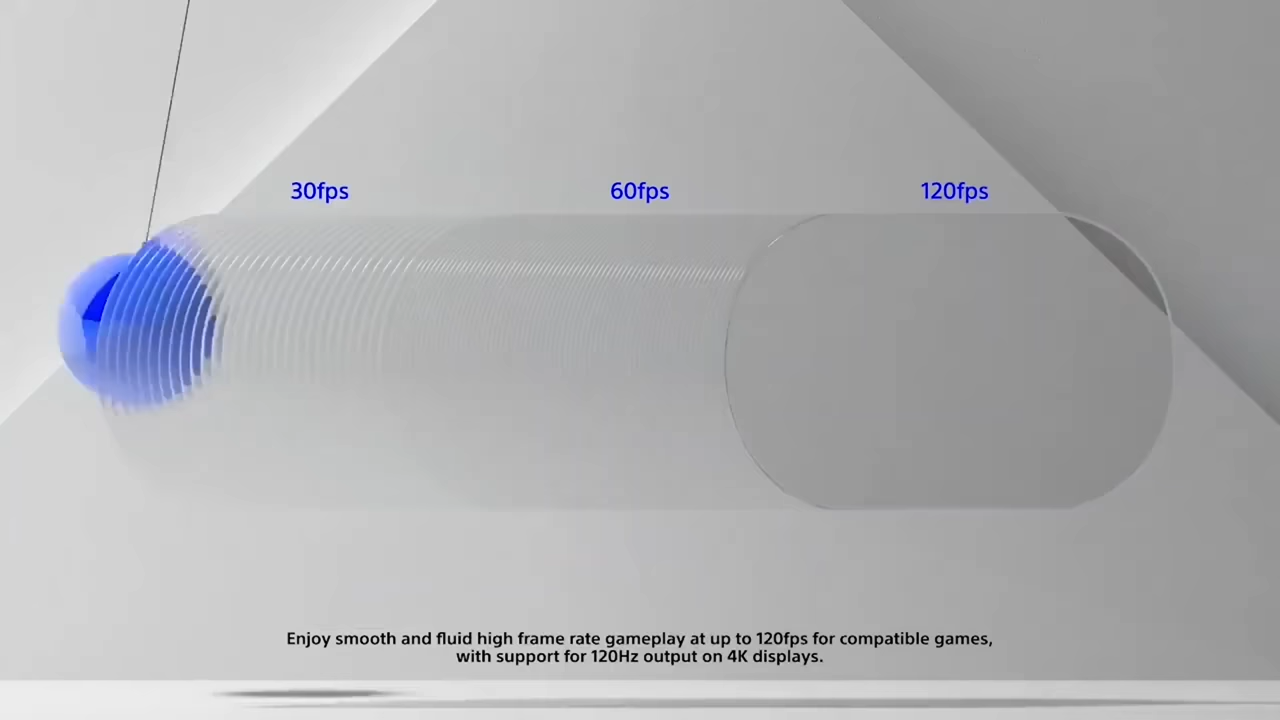 30fps
60fps
120fps
Enjoy smooth and fluid high frame rate gameplay at up to 120fps for compatible games,
with support for 120Hz output on 4K displays.